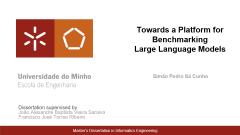 Towards a Platform for
Benchmarking
Large Language Models
Universidade do Minho
Escola de Engenharia
Simão Pedro Sá Cunha
Dissertation supervised by
João Alexandre Baptista Vieira Saraiva
Francisco José Torres Ribeiro
Master's Dissertation in Informatics Engineering